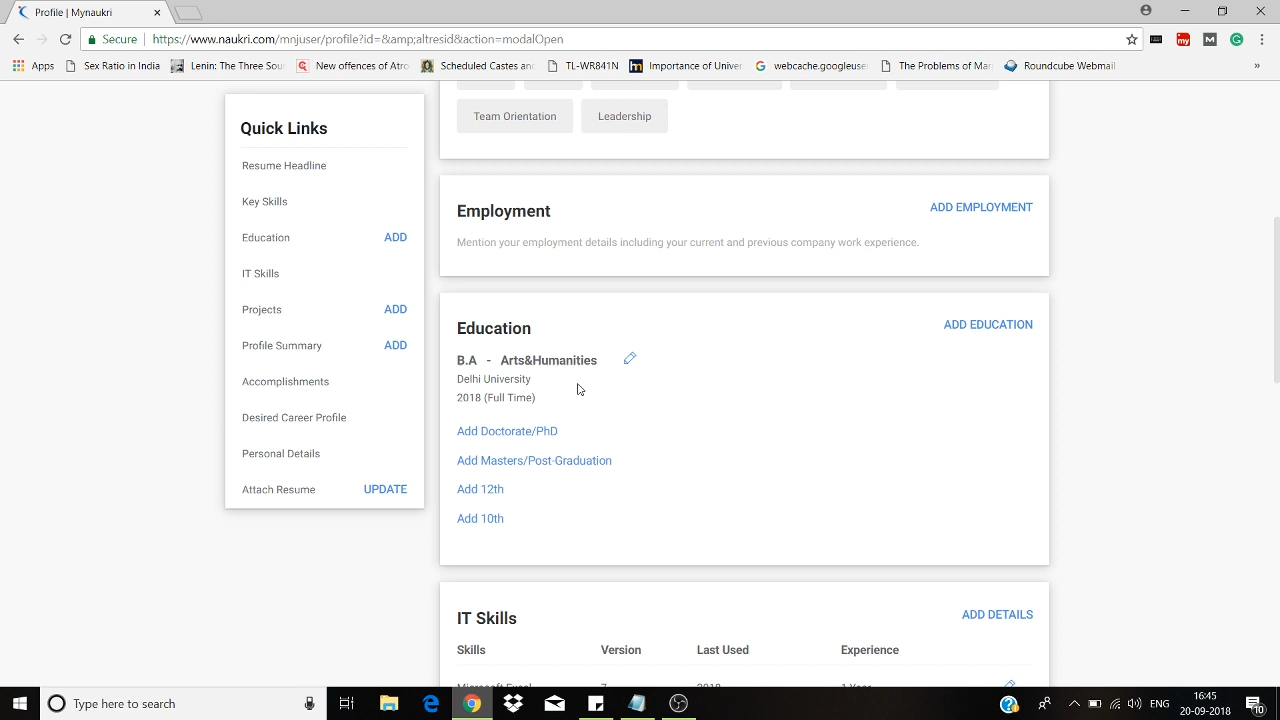 Profile | Mynaukri
Secure | https://www.naukri.com/mnjuser/profile?id=&amp;altresid&action=modalOpen
Apps Sex Ratio in India Lenin: The Three Sou New offences of Atro Scheduled Castes an TL-WR841N Importance of Univer webcache.googleuse The Problems of Mar Roundcube Webmail »
Team Orientation Leadership
Quick Links
Resume Headline
Key Skills
Education ADD
IT Skills
Projects ADD
Profile Summary ADD
Accomplishments
Desired Career Profile
Personal Details
Attach Resume UPDATE
Employment ADD EMPLOYMENT
Mention your employment details including your current and previous company work experience.
Education ADD EDUCATION
B.A - Arts&Humanities
Delhi University
2018 (Full Time)
Add Doctorate/PhD
Add Masters/Post-Graduation
Add 12th
Add 10th
IT Skills ADD DETAILS
Skills Version Last Used Experience
Microsoft Excel 7 2018 1 Year
Type here to search
ENG 16:45
20-09-2018